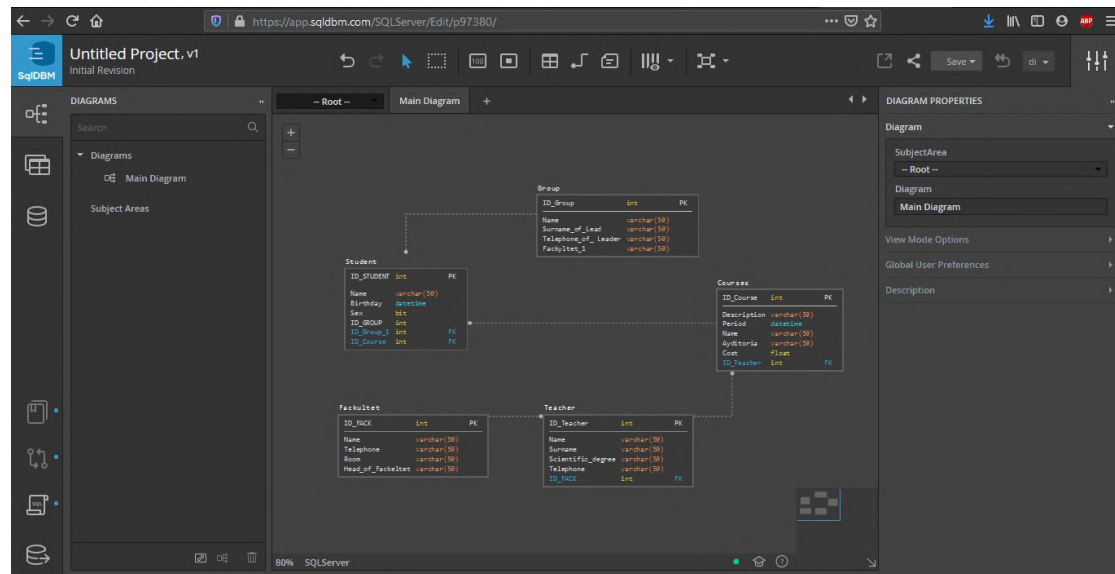 https://app.sqldbm.com/SQLServer/Edit/p97380/
ABP
SqlDBM
Untitled Project, v1
Initial Revision
100
Save
di
DIAGRAMS
Search
Diagrams
Main Diagram
Subject Areas
-- Root --
Main Diagram
+
+
−
Group
ID_Group int PK
Name varchar(50)
Surname_of_Lead varchar(50)
Telephone_of_ Leader varchar(50)
Fackyltet_1 varchar(50)
Student
ID_STUDENT int PK
Name varchar(50)
Birthday datetime
Sex bit
ID_GROUP int
ID_Group_1 int FK
ID_Course int FK
Courses
ID_Course int PK
Description varchar(50)
Period datetime
Name varchar(50)
Ayditoria varchar(50)
Cost float
ID_Teacher int FK
Fackultet
ID_FACK int PK
Name varchar(50)
Telephone varchar(50)
Room varchar(50)
Head_of_Fackeltet varchar(50)
Teacher
ID_Teacher int PK
Name varchar(50)
Surname varchar(50)
Scientific_degree varchar(50)
Telephone varchar(50)
ID_FACK int FK
80% SQLServer
DIAGRAM PROPERTIES
Diagram
SubjectArea
-- Root --
Diagram
Main Diagram
View Mode Options
Global User Preferences
Description
SQL